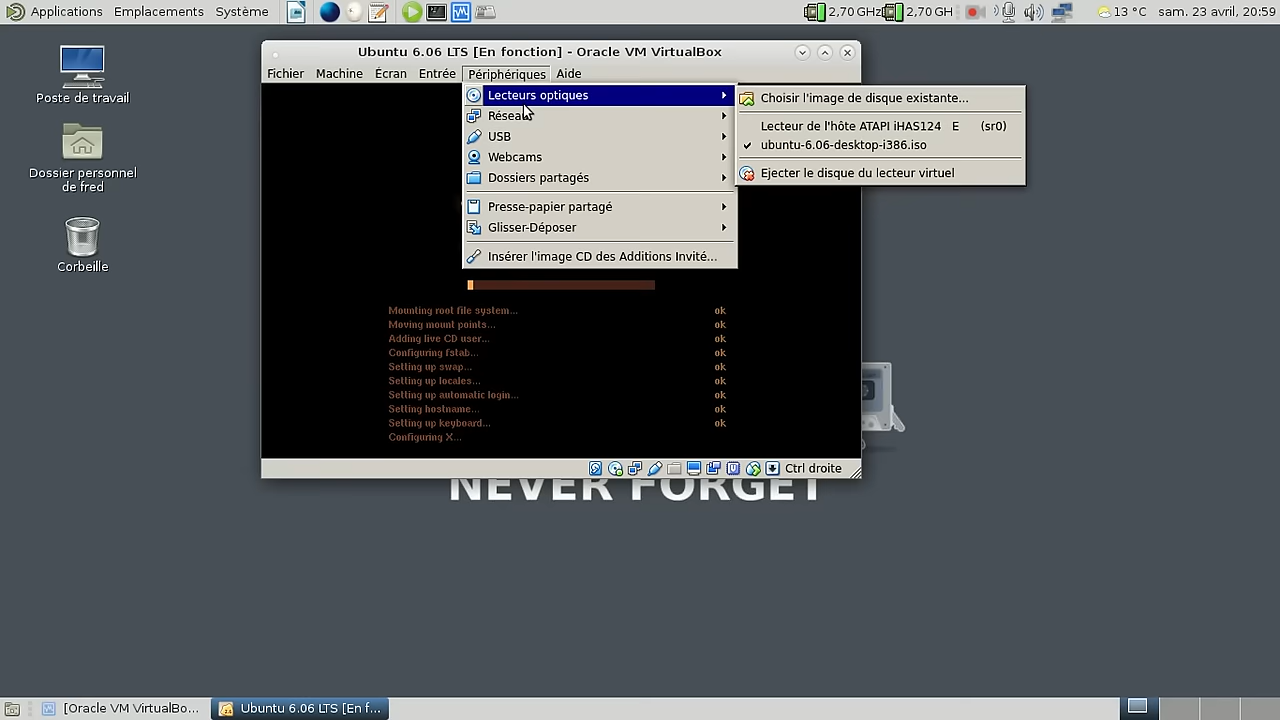 Applications Emplacements Système 2,70 GHz 2,70 GH 13 °C sam. 23 avril, 20:59
Poste de travail
Dossier personnel
de fred
Corbeille
Ubuntu 6.06 LTS [En fonction] - Oracle VM VirtualBox
Fichier Machine Écran Entrée Périphériques Aide
Lecteurs optiques
Réseau
USB
Webcams
Dossiers partagés
Presse-papier partagé
Glisser-Déposer
Insérer l'image CD des Additions Invité...
Choisir l'image de disque existante...
Lecteur de l'hôte ATAPI iHAS124 E (sr0)
ubuntu-6.06-desktop-i386.iso
Ejecter le disque du lecteur virtuel
Mounting root file system... ok
Moving mount points... ok
Adding live CD user... ok
Configuring fstab... ok
Setting up swap... ok
Setting up locales... ok
Setting up automatic login... ok
Setting hostname... ok
Setting up keyboard... ok
Configuring X...
Ctrl droite
NEVER FORGET
[Oracle VM VirtualBo... Ubuntu 6.06 LTS [En f...